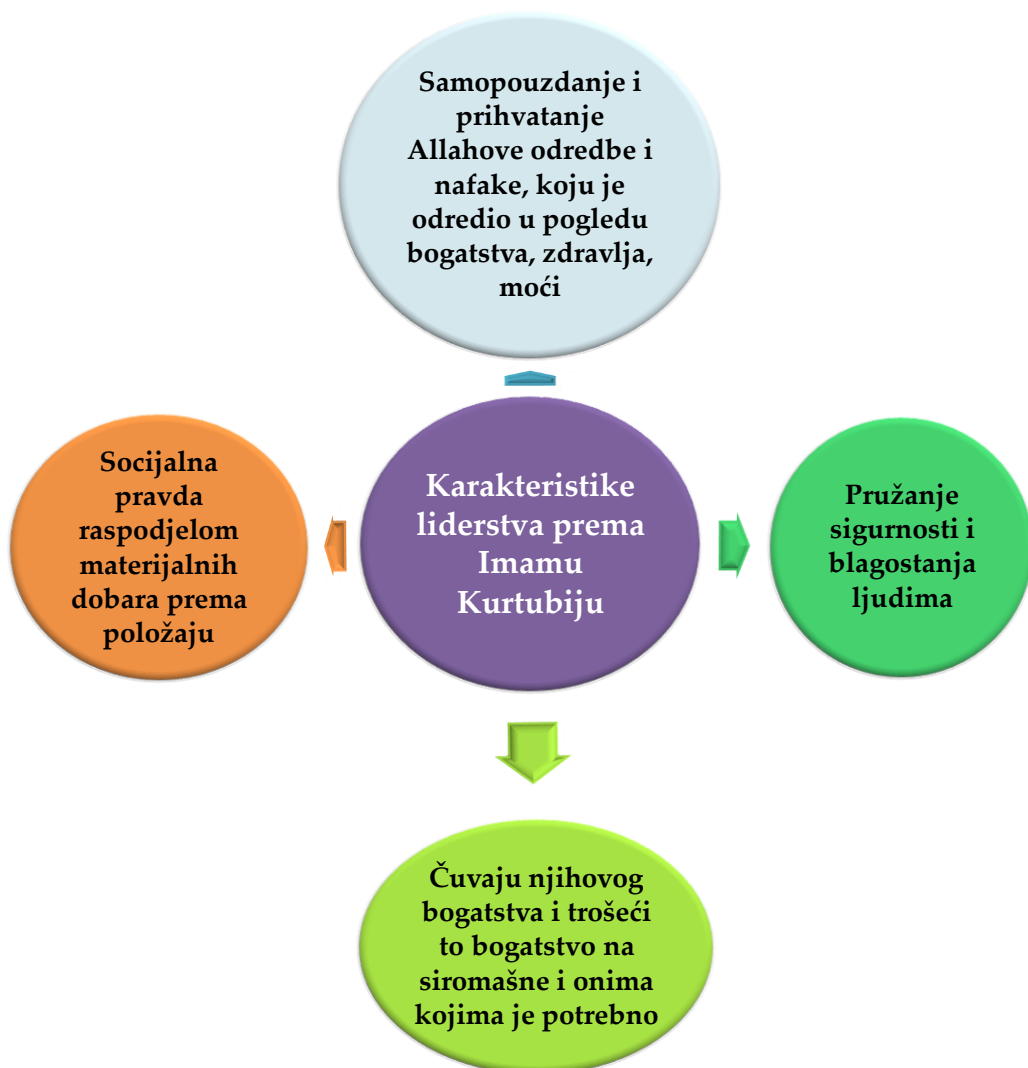 Samopouzdanje i
prihvatanje
Allahove odredbe i
nafake, koju je
odredio u pogledu
bogatstva, zdravlja,
moći
Socijalna
pravda
raspodjelom
materijalnih
dobara prema
položaju
Karakteristike
liderstva prema
Imamu
Kurtubiju
Pružanje
sigurnosti i
blagostanja
ljudima
Čuvaju njihovog
bogatstva i trošeći
to bogatstvo na
siromašne i onima
kojima je potrebno